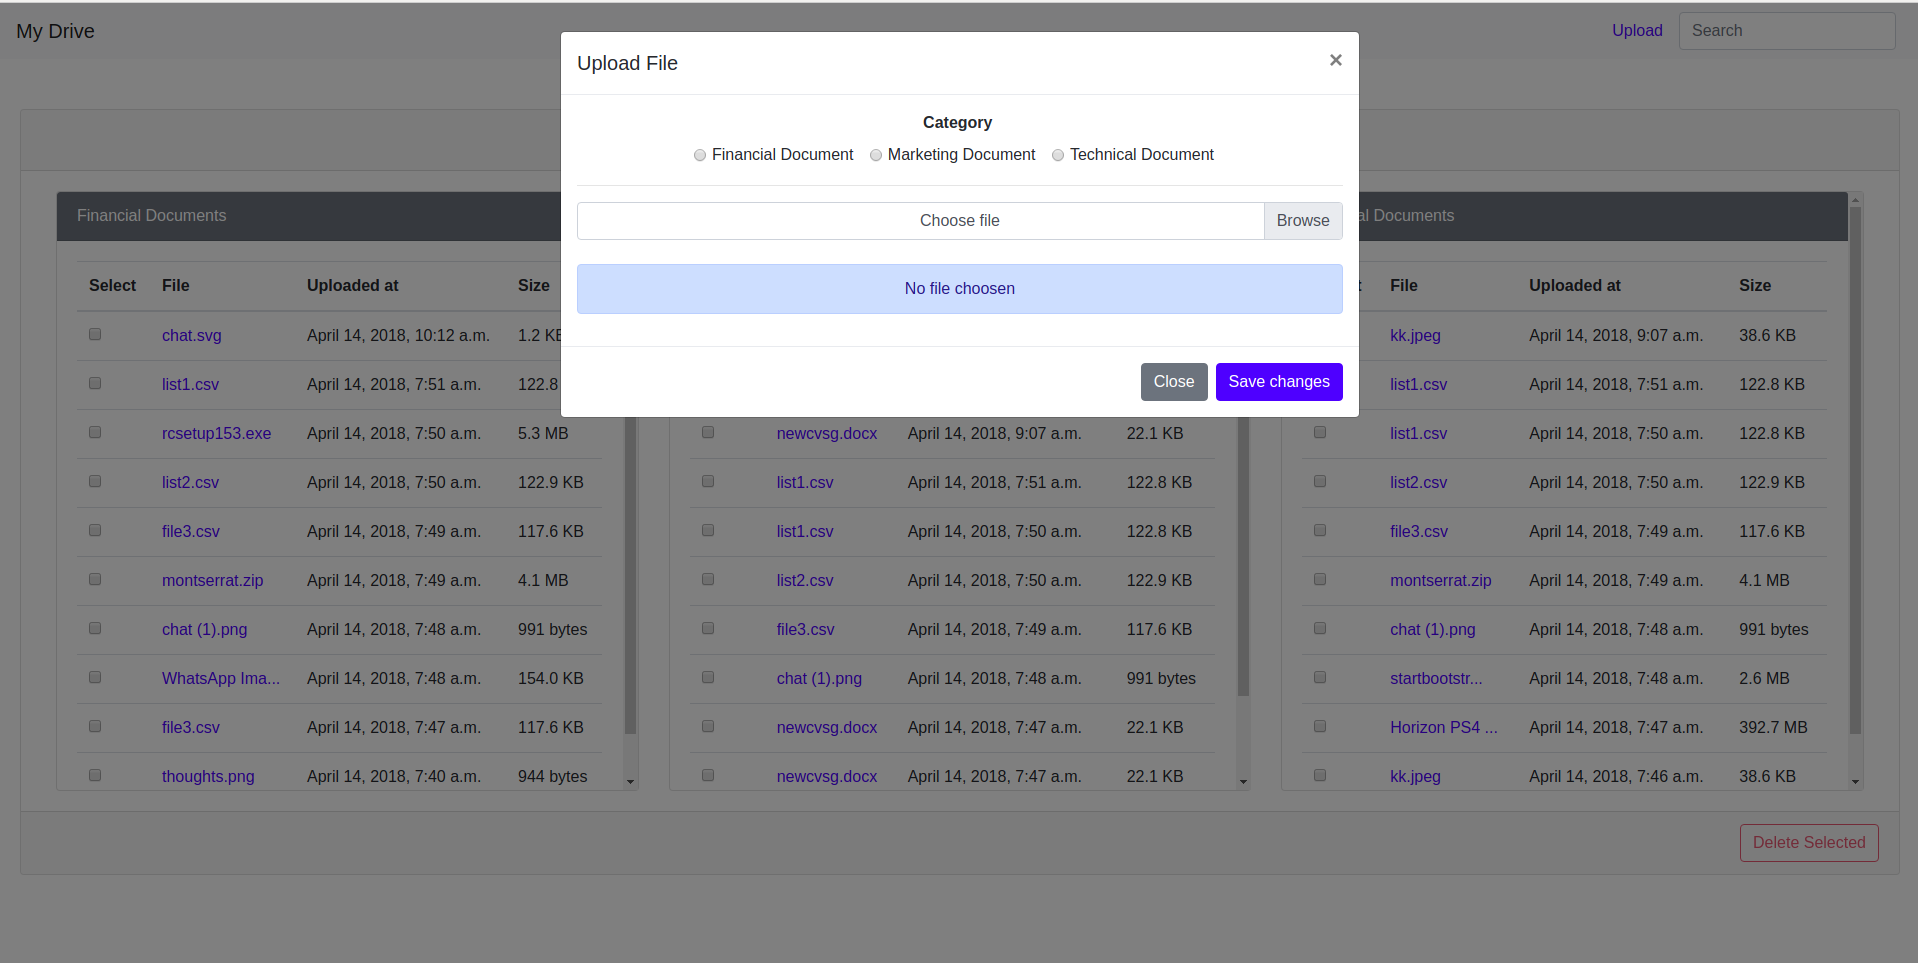 My Drive
Upload
Search
Upload File
×
Category
Financial Document Marketing Document Technical Document
Choose file
Browse
No file choosen
Close
Save changes
Financial Documents
Select File Uploaded at Size
chat.svg April 14, 2018, 10:12 a.m. 1.2 KB
list1.csv April 14, 2018, 7:51 a.m. 122.8
rcsetup153.exe April 14, 2018, 7:50 a.m. 5.3 MB
list2.csv April 14, 2018, 7:50 a.m. 122.9 KB
file3.csv April 14, 2018, 7:49 a.m. 117.6 KB
montserrat.zip April 14, 2018, 7:49 a.m. 4.1 MB
chat (1).png April 14, 2018, 7:48 a.m. 991 bytes
WhatsApp Ima... April 14, 2018, 7:48 a.m. 154.0 KB
file3.csv April 14, 2018, 7:47 a.m. 117.6 KB
thoughts.png April 14, 2018, 7:40 a.m. 944 bytes
newcvsg.docx April 14, 2018, 9:07 a.m. 22.1 KB
list1.csv April 14, 2018, 7:51 a.m. 122.8 KB
list1.csv April 14, 2018, 7:50 a.m. 122.8 KB
list2.csv April 14, 2018, 7:50 a.m. 122.9 KB
file3.csv April 14, 2018, 7:49 a.m. 117.6 KB
chat (1).png April 14, 2018, 7:48 a.m. 991 bytes
newcvsg.docx April 14, 2018, 7:47 a.m. 22.1 KB
newcvsg.docx April 14, 2018, 7:47 a.m. 22.1 KB
al Documents
t File Uploaded at Size
kk.jpeg April 14, 2018, 9:07 a.m. 38.6 KB
list1.csv April 14, 2018, 7:51 a.m. 122.8 KB
list1.csv April 14, 2018, 7:50 a.m. 122.8 KB
list2.csv April 14, 2018, 7:50 a.m. 122.9 KB
file3.csv April 14, 2018, 7:49 a.m. 117.6 KB
montserrat.zip April 14, 2018, 7:49 a.m. 4.1 MB
chat (1).png April 14, 2018, 7:48 a.m. 991 bytes
startbootstr... April 14, 2018, 7:48 a.m. 2.6 MB
Horizon PS4 ... April 14, 2018, 7:47 a.m. 392.7 MB
kk.jpeg April 14, 2018, 7:46 a.m. 38.6 KB
Delete Selected